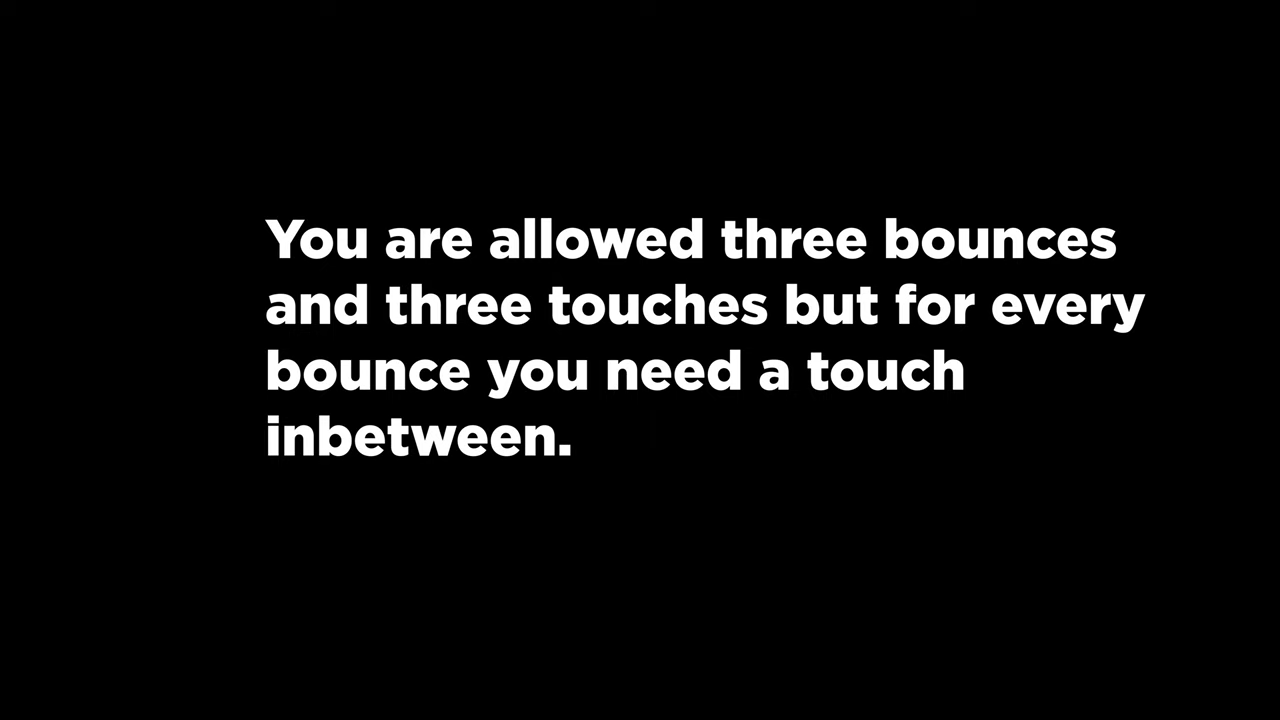 You are allowed three bounces
and three touches but for every
bounce you need a touch
inbetween.